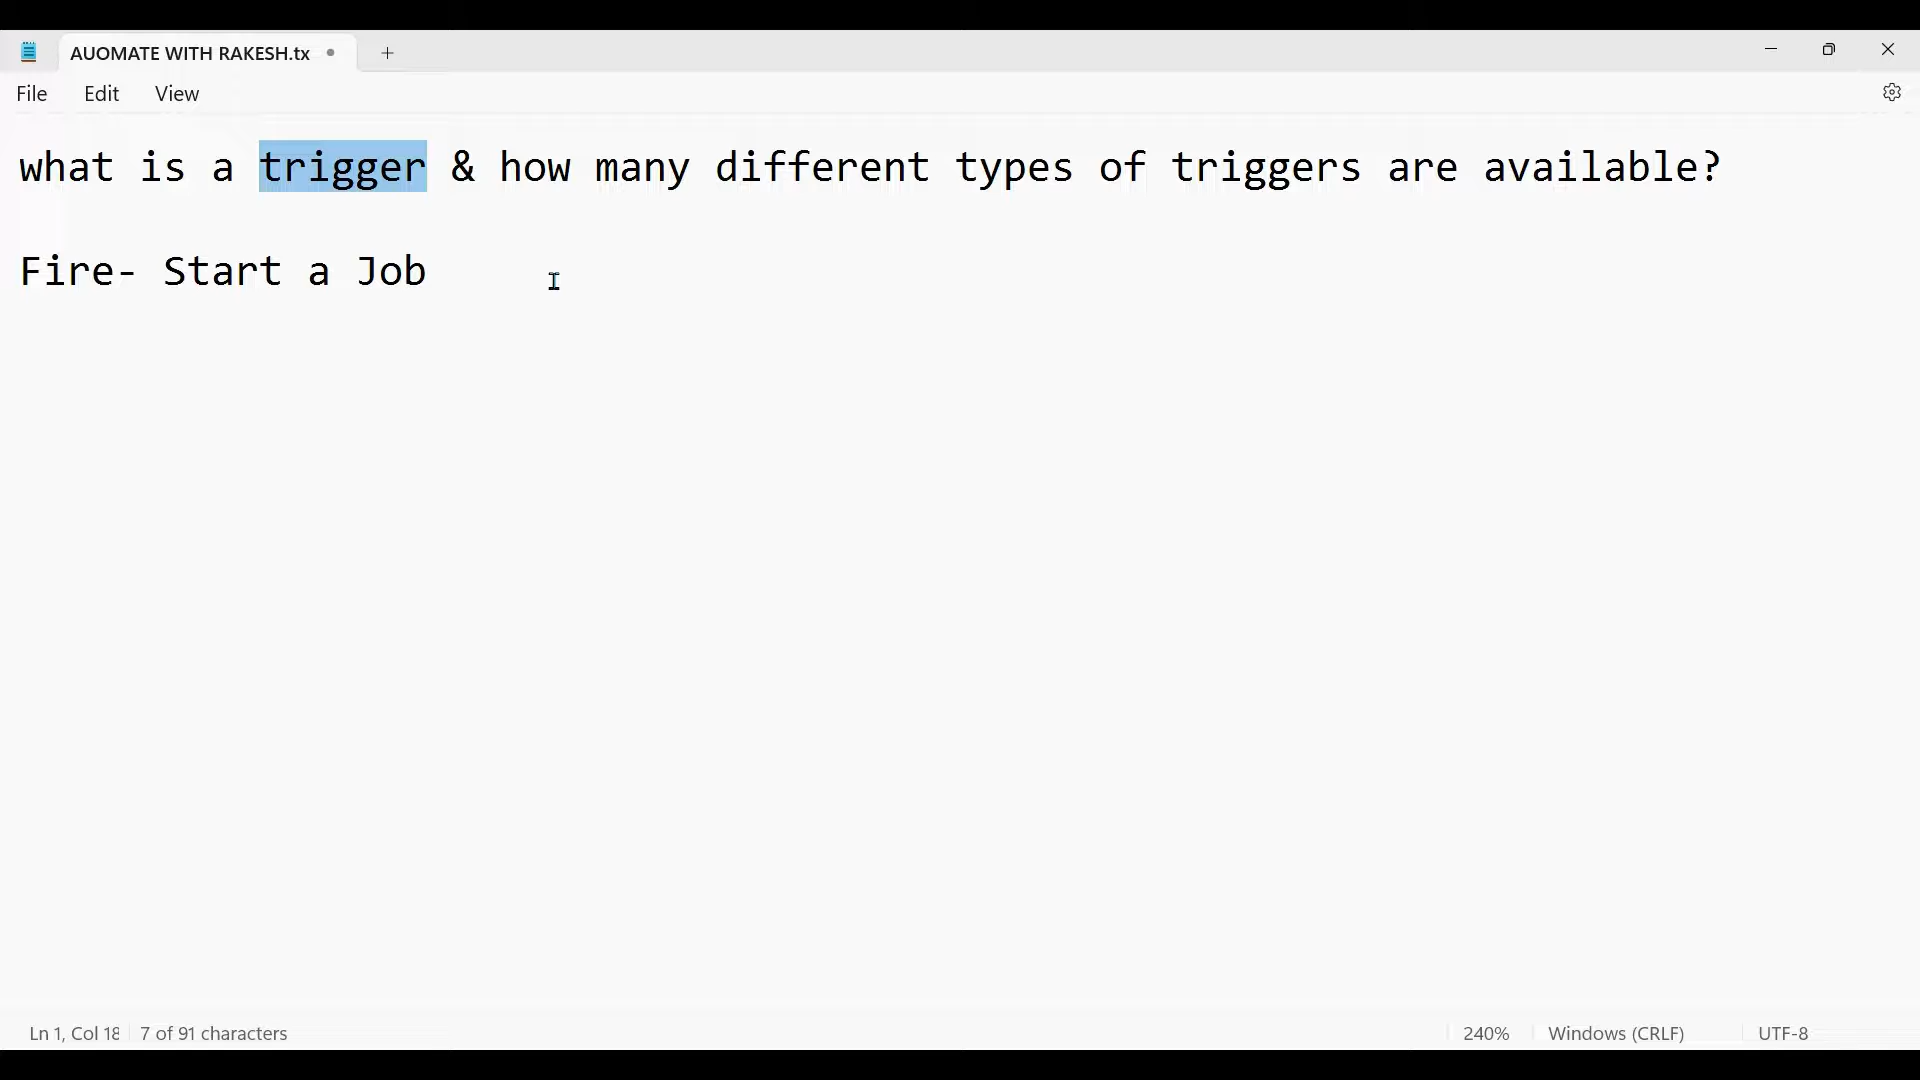 AUOMATE WITH RAKESH.tx
File Edit View
what is a trigger & how many different types of triggers are available?
Fire- Start a Job
Ln 1, Col 18 7 of 91 characters 240% Windows (CRLF) UTF-8